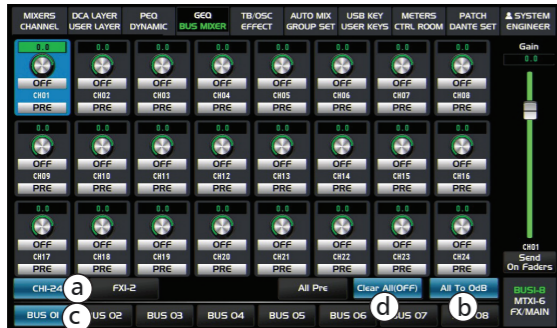 MIXERS DCA LAYER PEQ GEQ TB/OSC AUTO MIX USB KEY METERS PATCH SYSTEM
CHANNEL USER LAYER DYNAMIC BUS MIXER EFFECT GROUP SET USER KEYS CTRL ROOM DANTE SET ENGINEER
Gain
0.0 0.0 0.0 0.0 0.0 0.0 0.0 0.0 0.0
OFF OFF OFF OFF OFF OFF OFF OFF
CH01 CH02 CH03 CH04 CH05 CH06 CH07 CH08
PRE PRE PRE PRE PRE PRE PRE PRE
0.0 0.0 0.0 0.0 0.0 0.0 0.0 0.0
OFF OFF OFF OFF OFF OFF OFF OFF
CH09 CH10 CH11 CH12 CH13 CH14 CH15 CH16
PRE PRE PRE PRE PRE PRE PRE PRE
0.0 0.0 0.0 0.0 0.0 0.0 0.0 0.0
OFF OFF OFF OFF OFF OFF OFF OFF
CH17 CH18 CH19 CH20 CH21 CH22 CH23 CH24
PRE PRE PRE PRE PRE PRE PRE PRE
CH01
Send
On Faders
CH1-24 a FX1-2 All Pre Clear All(OFF) All To 0dB
d b
BUS1-8
MTX1-6
FX/MAIN
BUS 01 c BUS 02 BUS 03 BUS 04 BUS 05 BUS 06 BUS 07 08